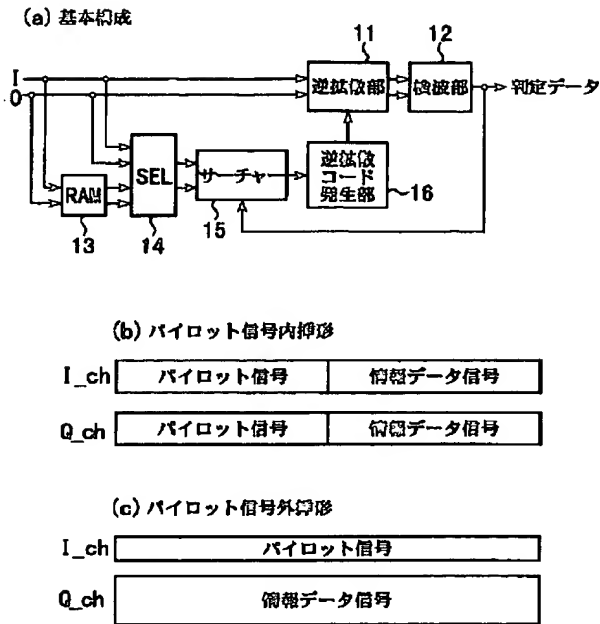 (a) 基本構成
11
12
I
Q
逆拡散部
検波部
判定データ
RAM
SEL
サーチャ
逆拡散
コード
発生部
13
14
15
16
(b) パイロット信号内挿形
I_ch
パイロット信号
情報データ信号
Q_ch
パイロット信号
情報データ信号
(c) パイロット信号外挿形
I_ch
パイロット信号
Q_ch
情報データ信号